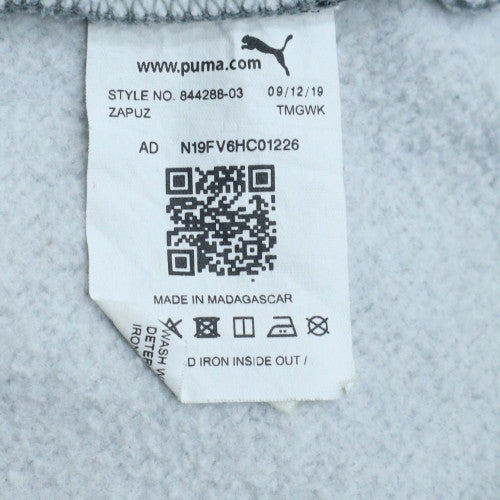 www.puma.com
STYLE NO. 844288-03 09/12/19
ZAPUZ TMGWK
AD N19FV6HC01226
MADE IN MADAGASCAR
D IRON INSIDE OUT /
WASH W
DETER
IRON